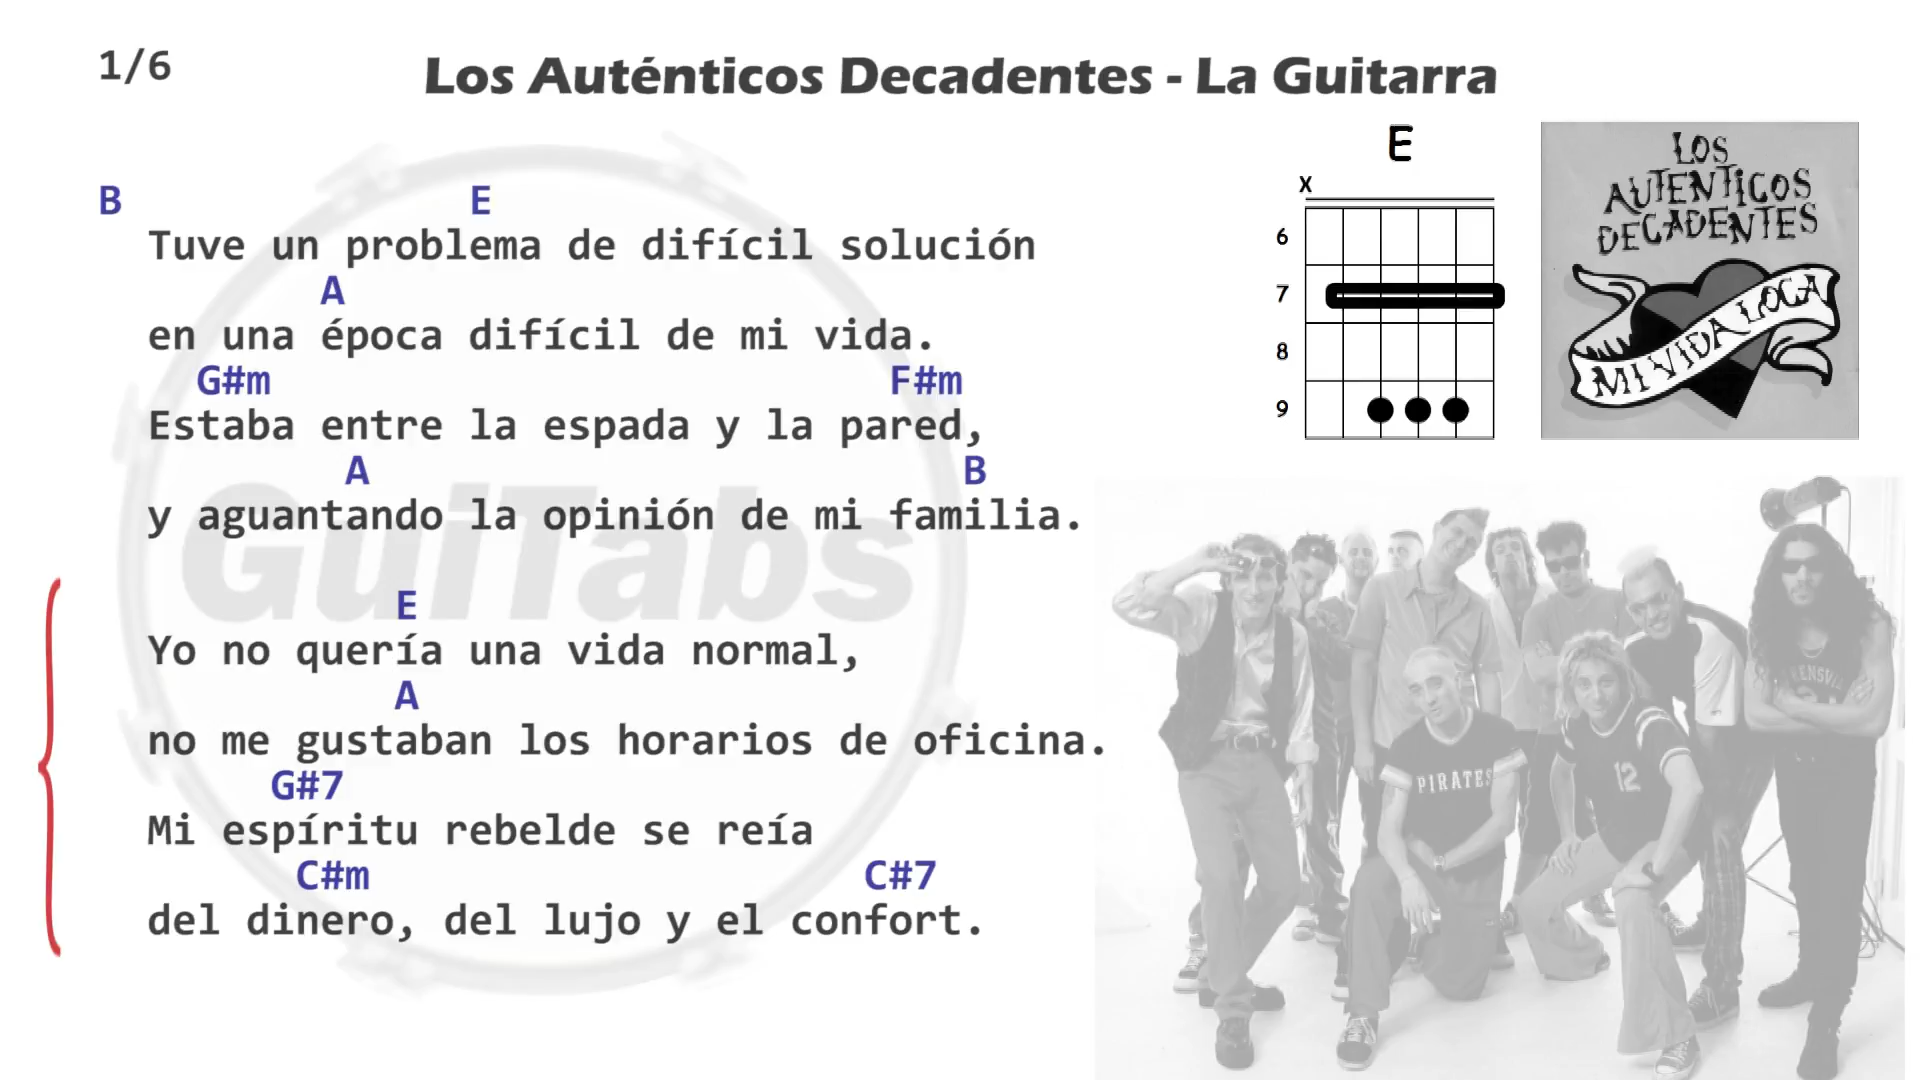 1/6
Los Auténticos Decadentes - La Guitarra
B E
Tuve un problema de difícil solución
A
en una época difícil de mi vida.
G#m F#m
Estaba entre la espada y la pared,
A B
y aguantando la opinión de mi familia.
E
Yo no quería una vida normal,
A
no me gustaban los horarios de oficina.
G#7
Mi espíritu rebelde se reía
C#m C#7
del dinero, del lujo y el confort.
GuiTabs
E
X
6
7
8
9
LOS
AUTENTICOS
DECADENTES
MI VIDA LOCA
PIRATES
12